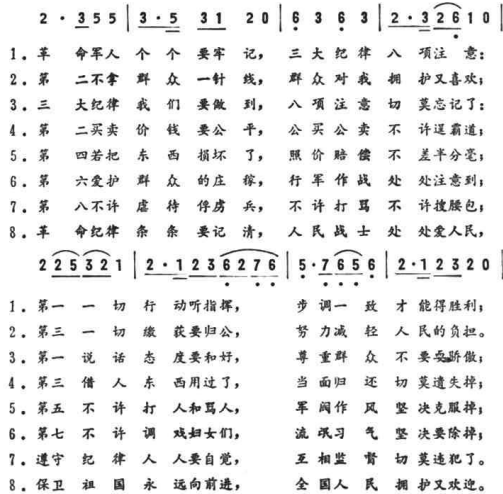 2·355 | 3·5 31 20 | 6 3 6 3 | 2·3 26 10
1．革 命军人 个 个 要牢 记， 三 大 纪 律 八 项注 意：
2．第 二不拿 群 众 一针 线， 群 众 对 我 拥 护又喜欢；
3．三 大纪律 我 们 要做 到， 八 项 注 意 切 莫忘记了：
4．第 二买卖 价 钱 要公 平， 公 买 公 卖 不 许逞霸道；
5．第 四若把 东 西 损坏 了， 照 价 赔 偿 不 差半分毫；
6．第 六爱护 群 众 的庄 稼， 行 军 作 战 处 处注意到；
7．第 八不许 虐 待 俘虏 兵， 不 许 打 骂 不 许搜腰包；
8．革 命纪律 条 条 要记 清， 人 民 战 士 处 处爱人民，
225321 | 2·1236276 | 5·7656 | 2·12320
1．第一 一 切 行 动听指挥， 步 调一 致 才 能得胜利；
2．第三 一 切 缴 获要归公， 努 力减 轻 人 民的负担。
3．第一 说 话 态 度要和好， 尊 重群 众 不 要耍骄傲；
4．第三 借 人 东 西用过了， 当 面归 还 切 莫遗失掉；
5．第五 不 许 打 人和骂人， 军 阀作 风 坚 决克服掉；
6．第七 不 许 调 戏妇女们， 流 氓习 气 坚 决要除掉；
7．遵守 纪 律 人 人要自觉， 互 相监 督 切 莫违犯了。
8．保卫 祖 国 永 远向前进， 全 国人 民 拥 护又欢迎。